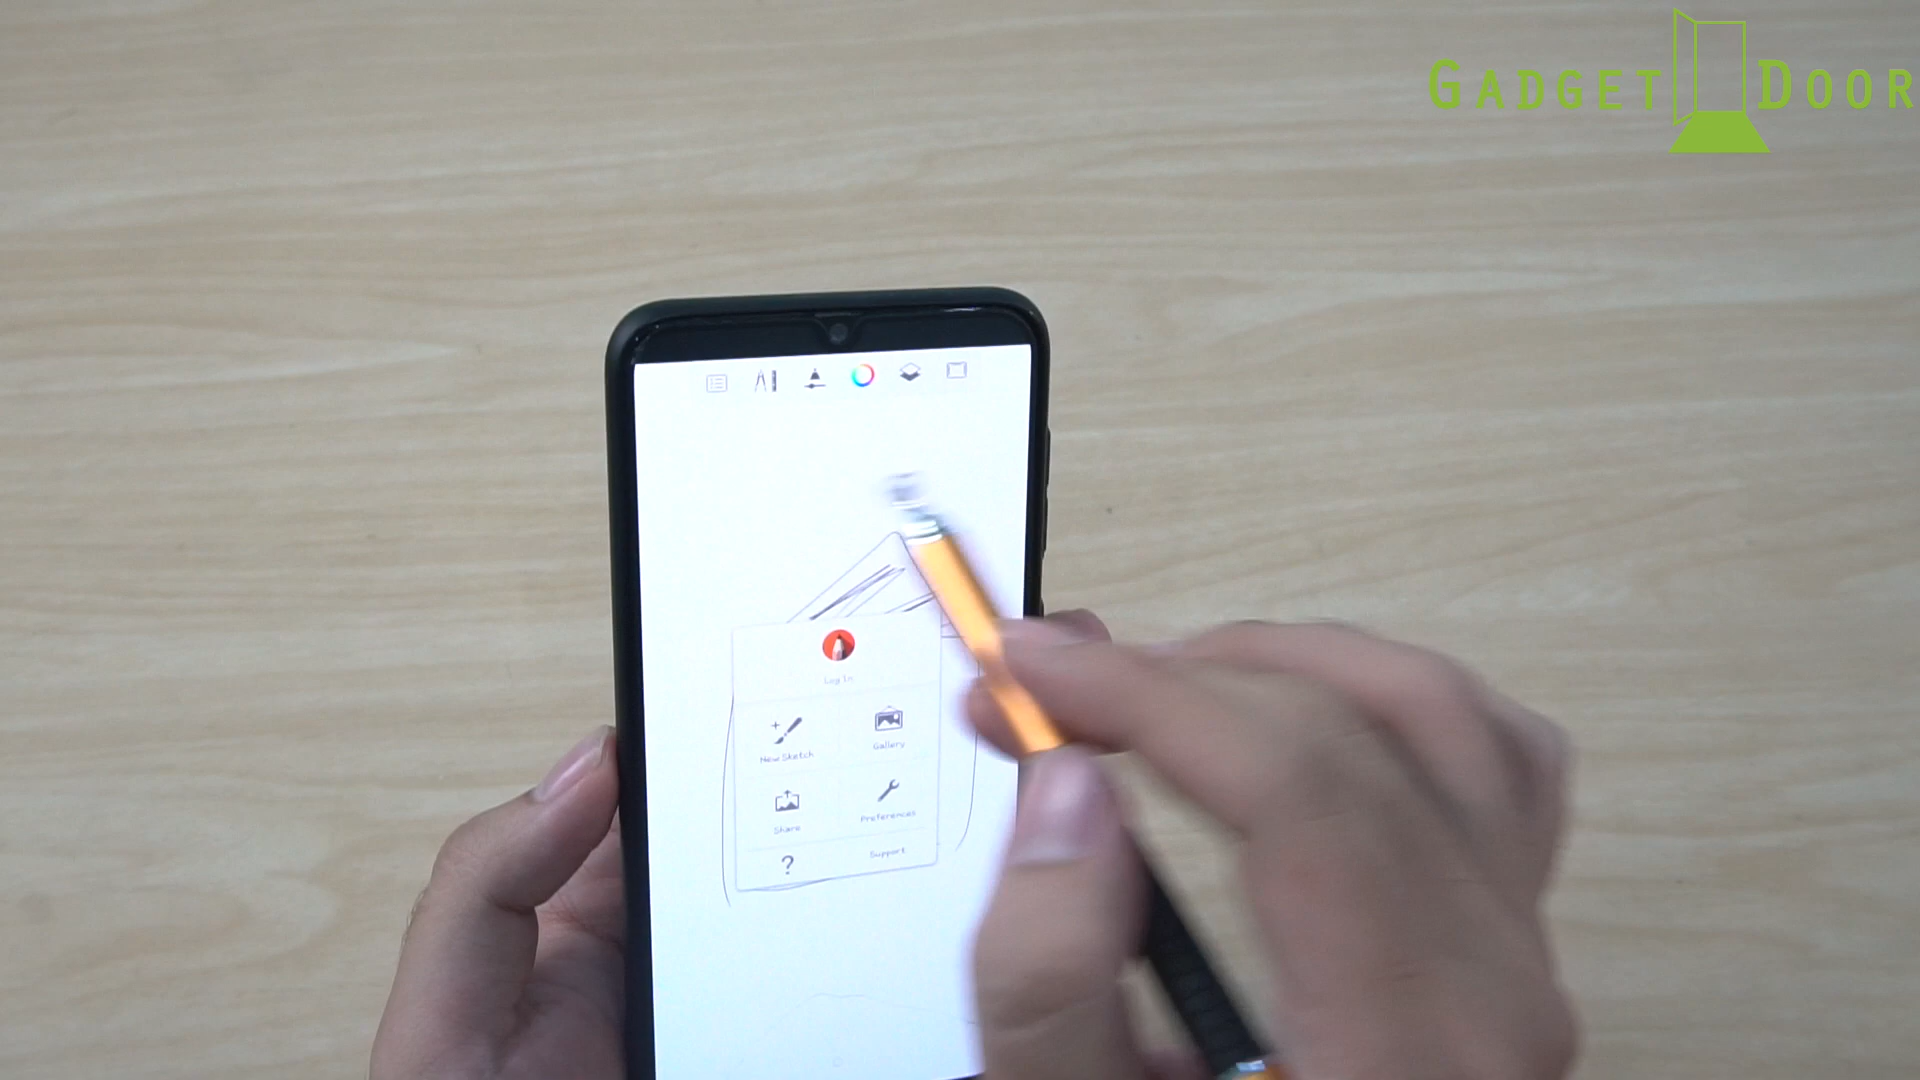 GADGET DOOR
Log In
New Sketch
Gallery
Share
Preferences
?
Support